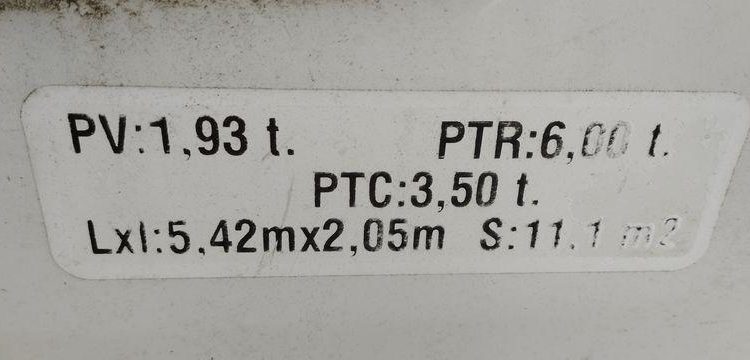 PV:1,93 t. PTR:6,00 t.
PTC:3,50 t.
Lxl:5.42mx2,05m S:11.1 m2